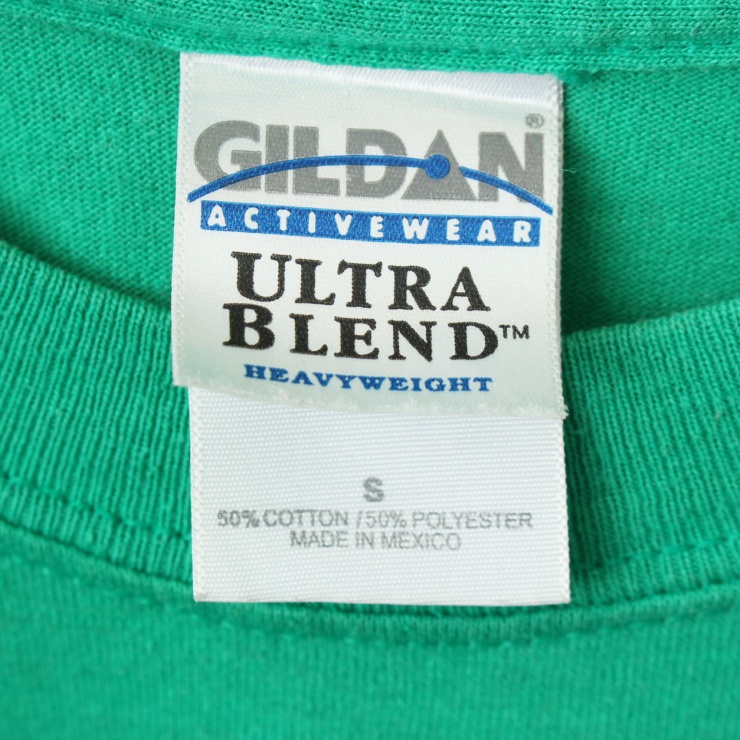 GILDAN®
ACTIVEWEAR
ULTRA
BLEND™
HEAVYWEIGHT
S
50% COTTON / 50% POLYESTER
MADE IN MEXICO